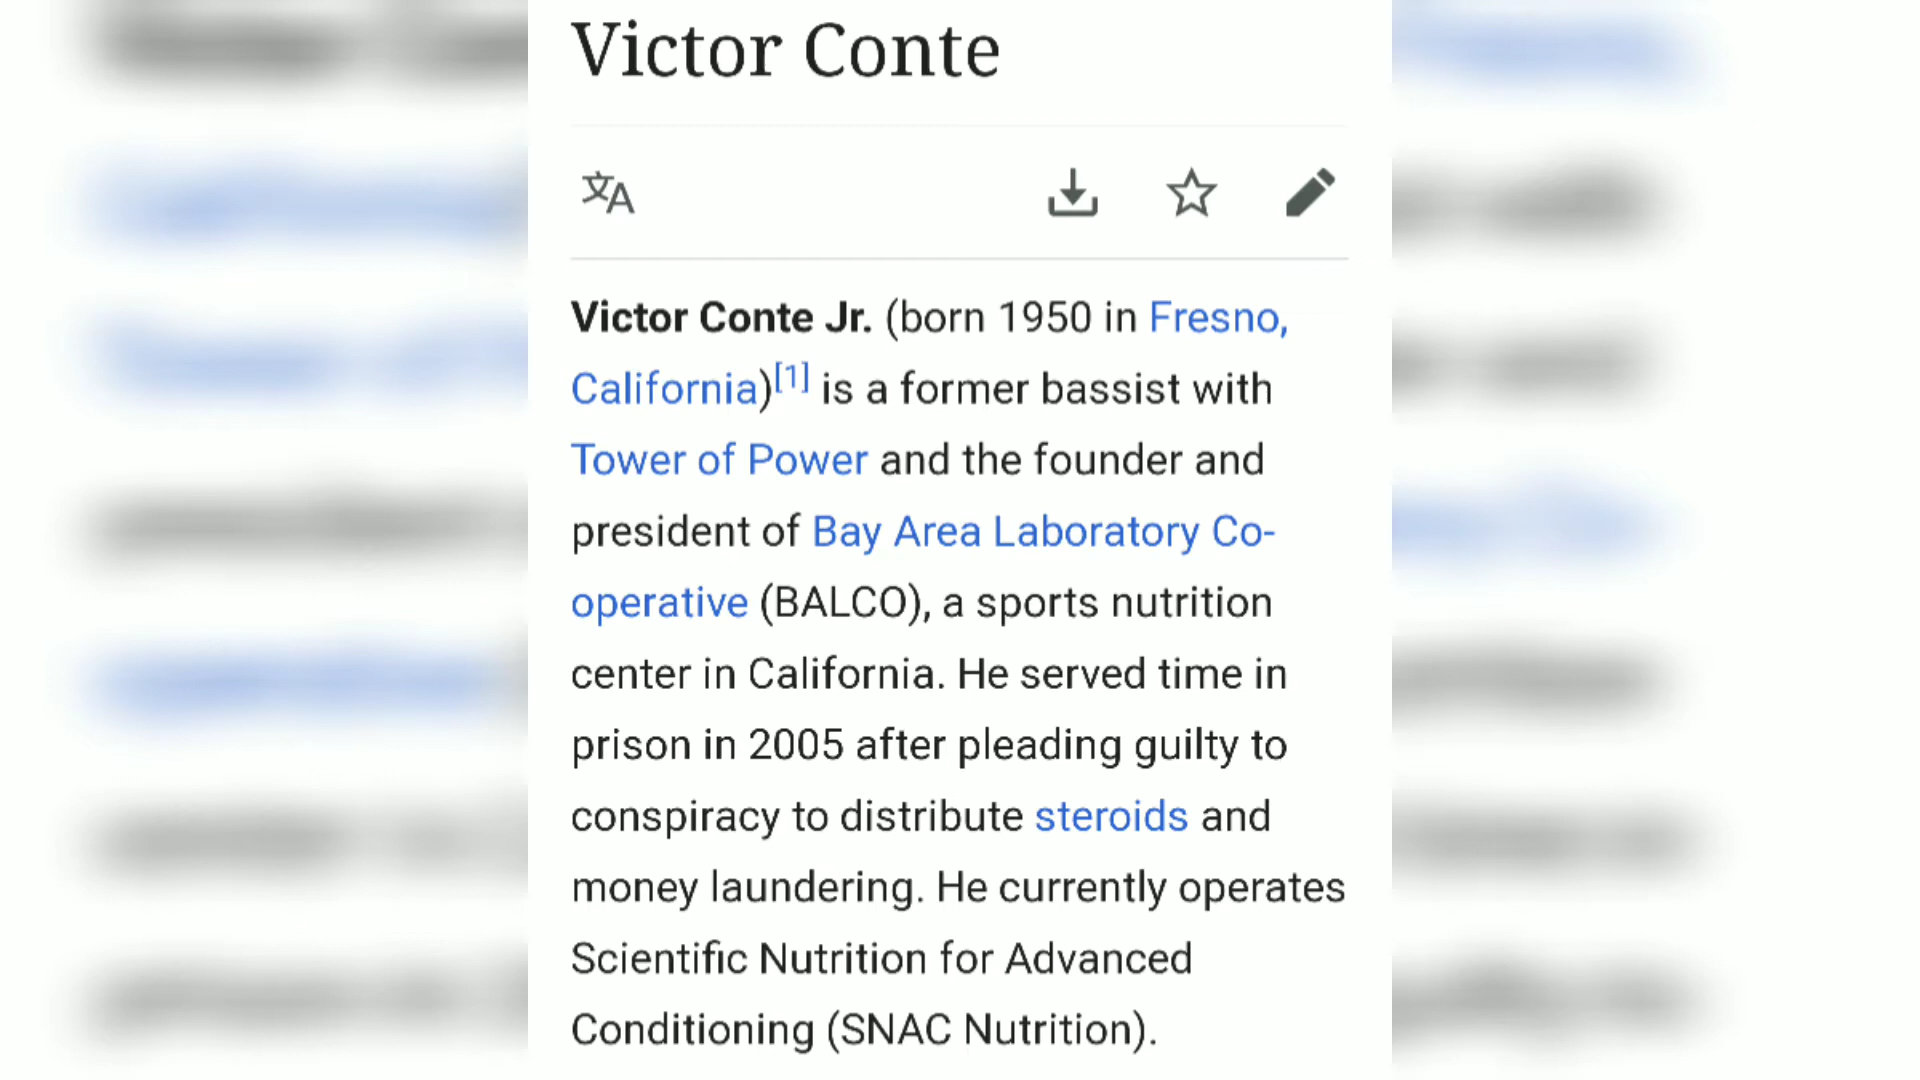 Victor Conte
Victor Conte Jr. (born 1950 in Fresno,
California)[1] is a former bassist with
Tower of Power and the founder and
president of Bay Area Laboratory Co-
operative (BALCO), a sports nutrition
center in California. He served time in
prison in 2005 after pleading guilty to
conspiracy to distribute steroids and
money laundering. He currently operates
Scientific Nutrition for Advanced
Conditioning (SNAC Nutrition).